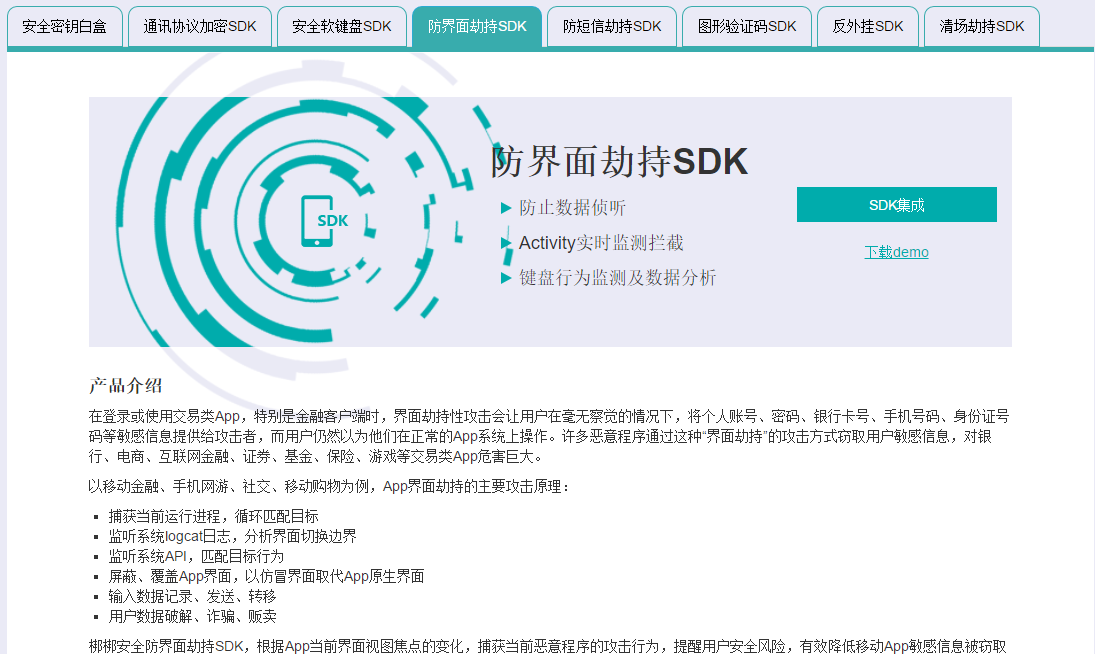 安全密钥白盒 通讯协议加密SDK 安全软键盘SDK 防界面劫持SDK 防短信劫持SDK 图形验证码SDK 反外挂SDK 清场劫持SDK
SDK
防界面劫持SDK
防止数据侦听
Activity实时监测拦截
键盘行为监测及数据分析
SDK集成
下载demo
产品介绍
在登录或使用交易类App，特别是金融客户端时，界面劫持性攻击会让用户在毫无察觉的情况下，将个人账号、密码、银行卡号、手机号码、身份证号
码等敏感信息提供给攻击者，而用户仍然以为他们在正常的App系统上操作。许多恶意程序通过这种“界面劫持”的攻击方式窃取用户敏感信息，对银
行、电商、互联网金融、证券、基金、保险、游戏等交易类App危害巨大。
以移动金融、手机网游、社交、移动购物为例，App界面劫持的主要攻击原理：
捕获当前运行进程，循环匹配目标
监听系统logcat日志，分析界面切换边界
监听系统API，匹配目标行为
屏蔽、覆盖App界面，以仿冒界面取代App原生界面
输入数据记录、发送、转移
用户数据破解、诈骗、贩卖
梆梆安全防界面劫持SDK，根据App当前界面视图焦点的变化，捕获当前恶意程序的攻击行为，提醒用户安全风险，有效降低移动App敏感信息被窃取